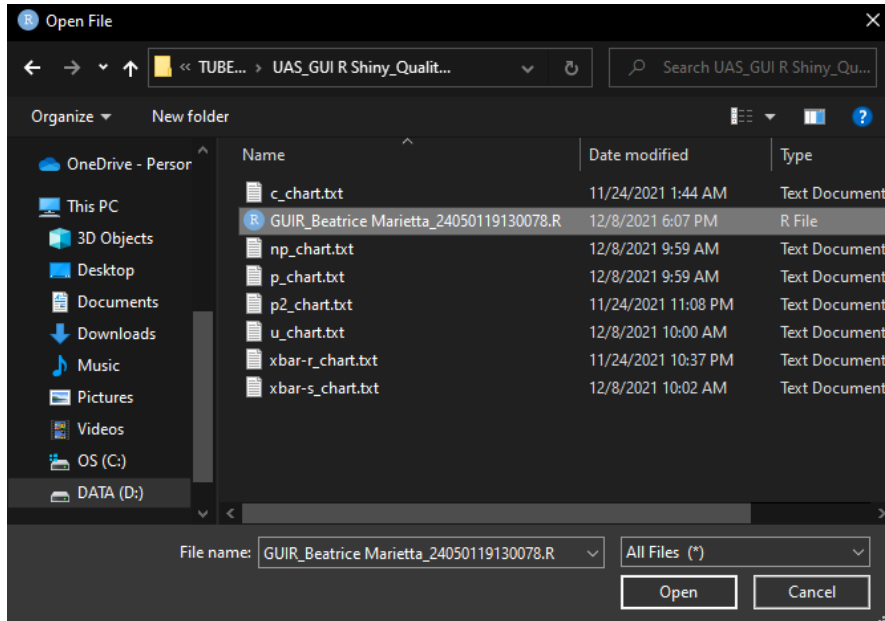 R Open File
« TUBE... › UAS_GUI R Shiny_Qualit...
Search UAS_GUI R Shiny_Qu...
Organize
New folder
?
OneDrive - Person
This PC
3D Objects
Desktop
Documents
Downloads
Music
Pictures
Videos
OS (C:)
DATA (D:)
Name Date modified Type
c_chart.txt 11/24/2021 1:44 AM Text Document
R GUIR_Beatrice Marietta_24050119130078.R 12/8/2021 6:07 PM R File
np_chart.txt 12/8/2021 9:59 AM Text Document
p_chart.txt 12/8/2021 9:59 AM Text Document
p2_chart.txt 11/24/2021 11:08 PM Text Document
u_chart.txt 12/8/2021 10:00 AM Text Document
xbar-r_chart.txt 11/24/2021 10:37 PM Text Document
xbar-s_chart.txt 12/8/2021 10:02 AM Text Document
File name: GUIR_Beatrice Marietta_24050119130078.R
All Files (*)
Open
Cancel